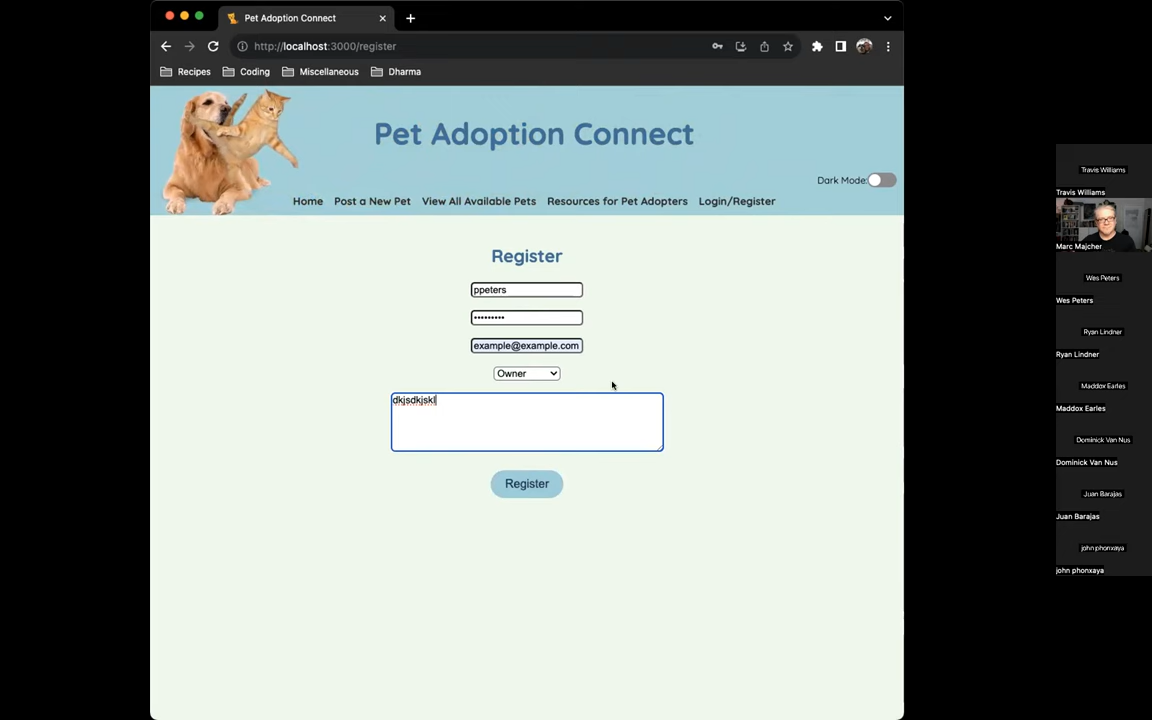 Pet Adoption Connect
http://localhost:3000/register
Recipes
Coding
Miscellaneous
Dharma
Pet Adoption Connect
Dark Mode:
Home
Post a New Pet
View All Available Pets
Resources for Pet Adopters
Login/Register
Register
ppeters
•••••••••
example@example.com
Owner
dkjsdkjskl
Register
Travis Williams
Travis Williams
Marc Majcher
Wes Peters
Wes Peters
Ryan Lindner
Ryan Lindner
Maddox Earles
Maddox Earles
Dominick Van Nus
Dominick Van Nus
Juan Barajas
Juan Barajas
john phonxaya
john phonxaya